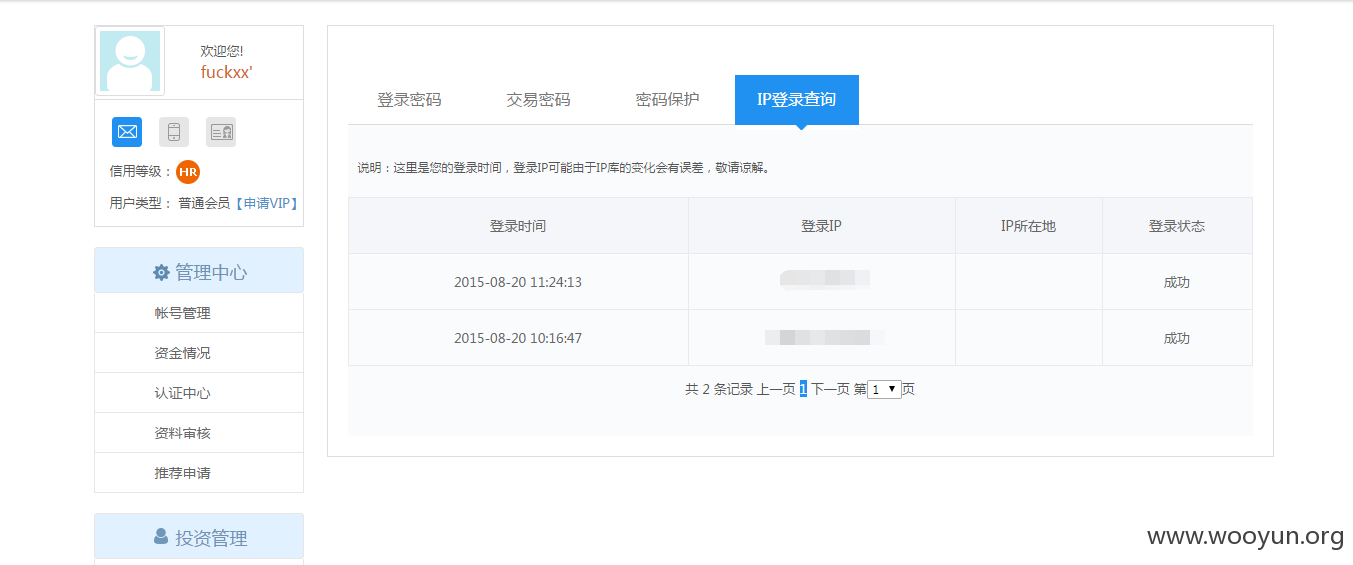 欢迎您!
fuckxx'
信用等级：HR
用户类型： 普通会员【申请VIP】
管理中心
帐号管理
资金情况
认证中心
资料审核
推荐申请
投资管理
登录密码 交易密码 密码保护 IP登录查询
说明：这里是您的登录时间，登录IP可能由于IP库的变化会有误差，敬请谅解。
登录时间 登录IP IP所在地 登录状态
2015-08-20 11:24:13 成功
2015-08-20 10:16:47 成功
共 2 条记录 上一页 1 下一页 第 1 页
www.wooyun.org